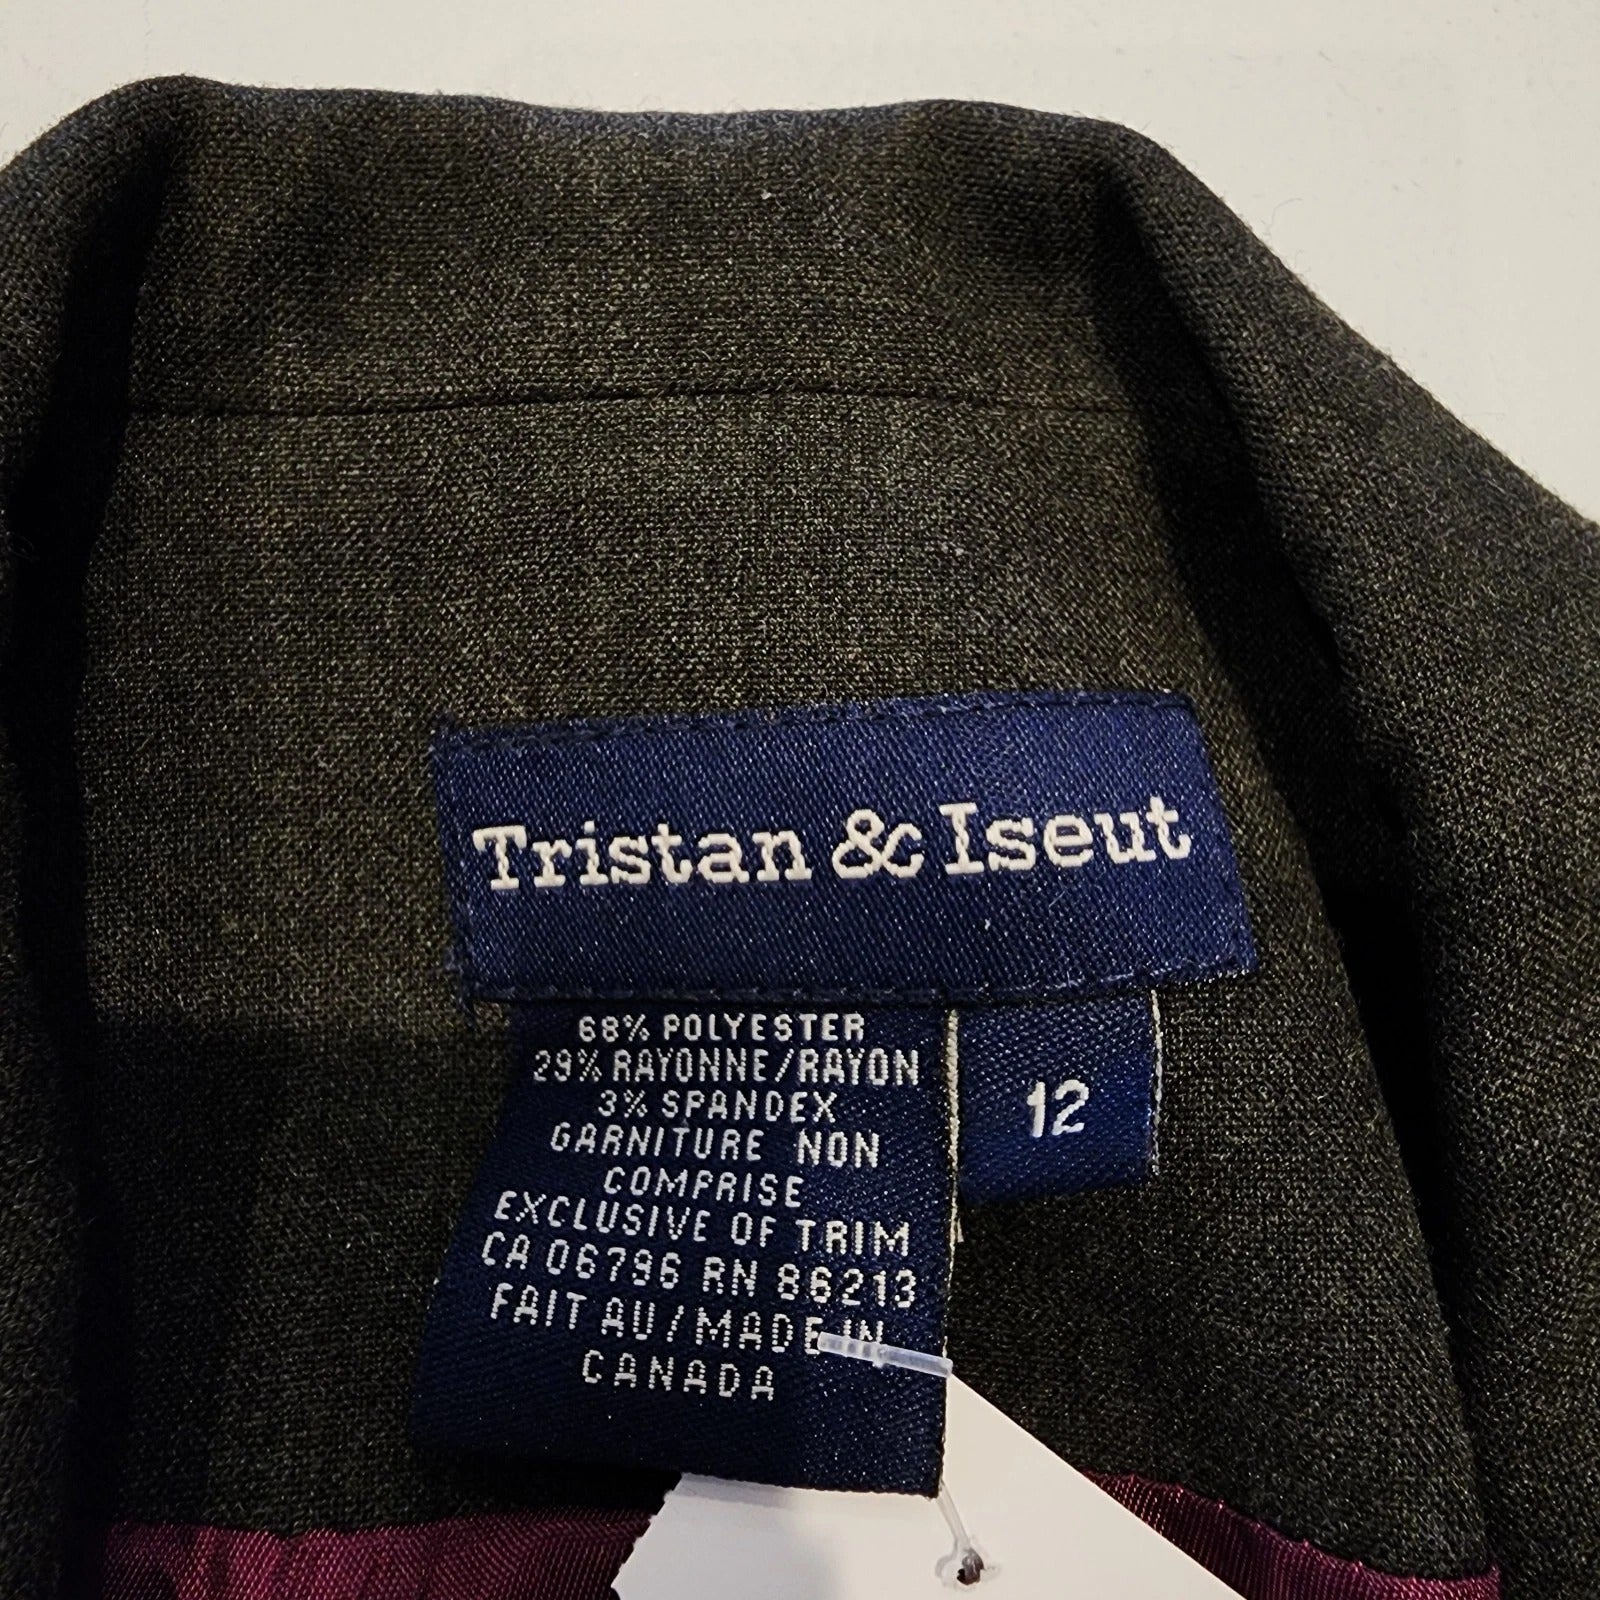 Tristan & Iseut
68% POLYESTER
29% RAYONNE/RAYON
3% SPANDEX
GARNITURE NON
COMPRISE
EXCLUSIVE OF TRIM
CA 06796 RN 86213
FAIT AU/MADE IN
CANADA
12